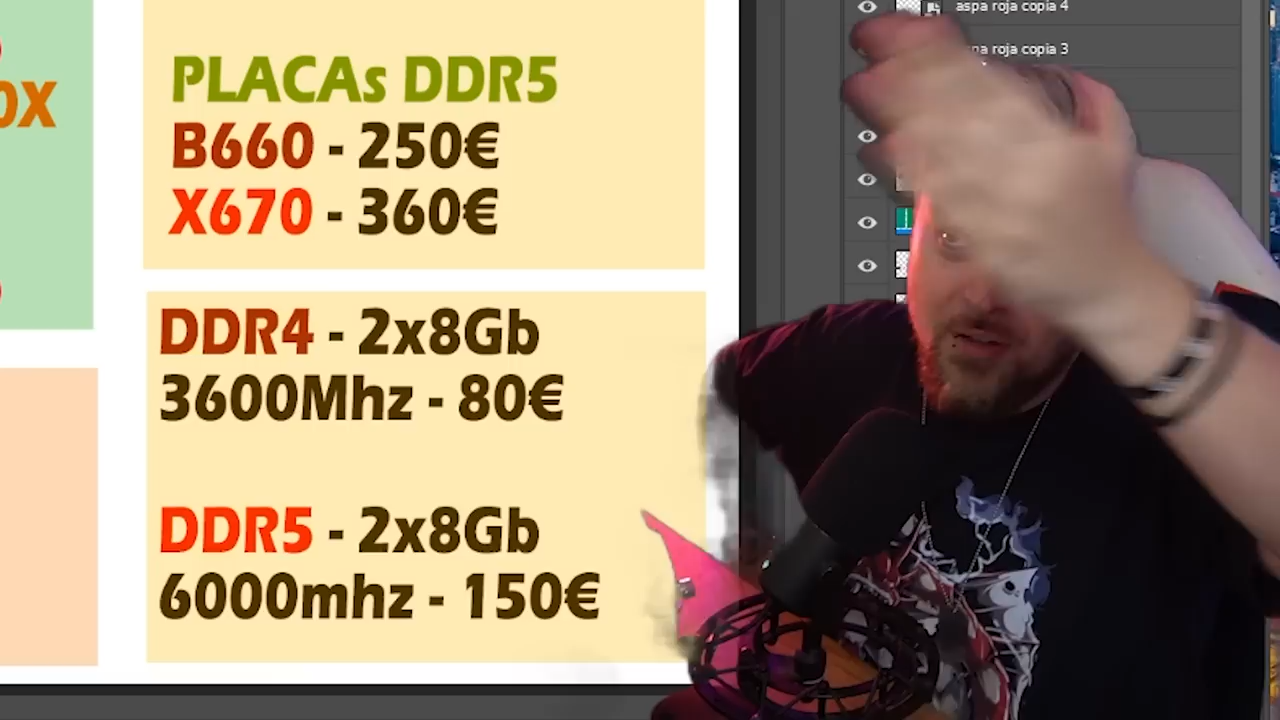 0X
PLACAs DDR5
B660 - 250€
X670 - 360€
DDR4 - 2x8Gb
3600Mhz - 80€
DDR5 - 2x8Gb
6000mhz - 150€
aspa roja copia 4
pa roja copia 3